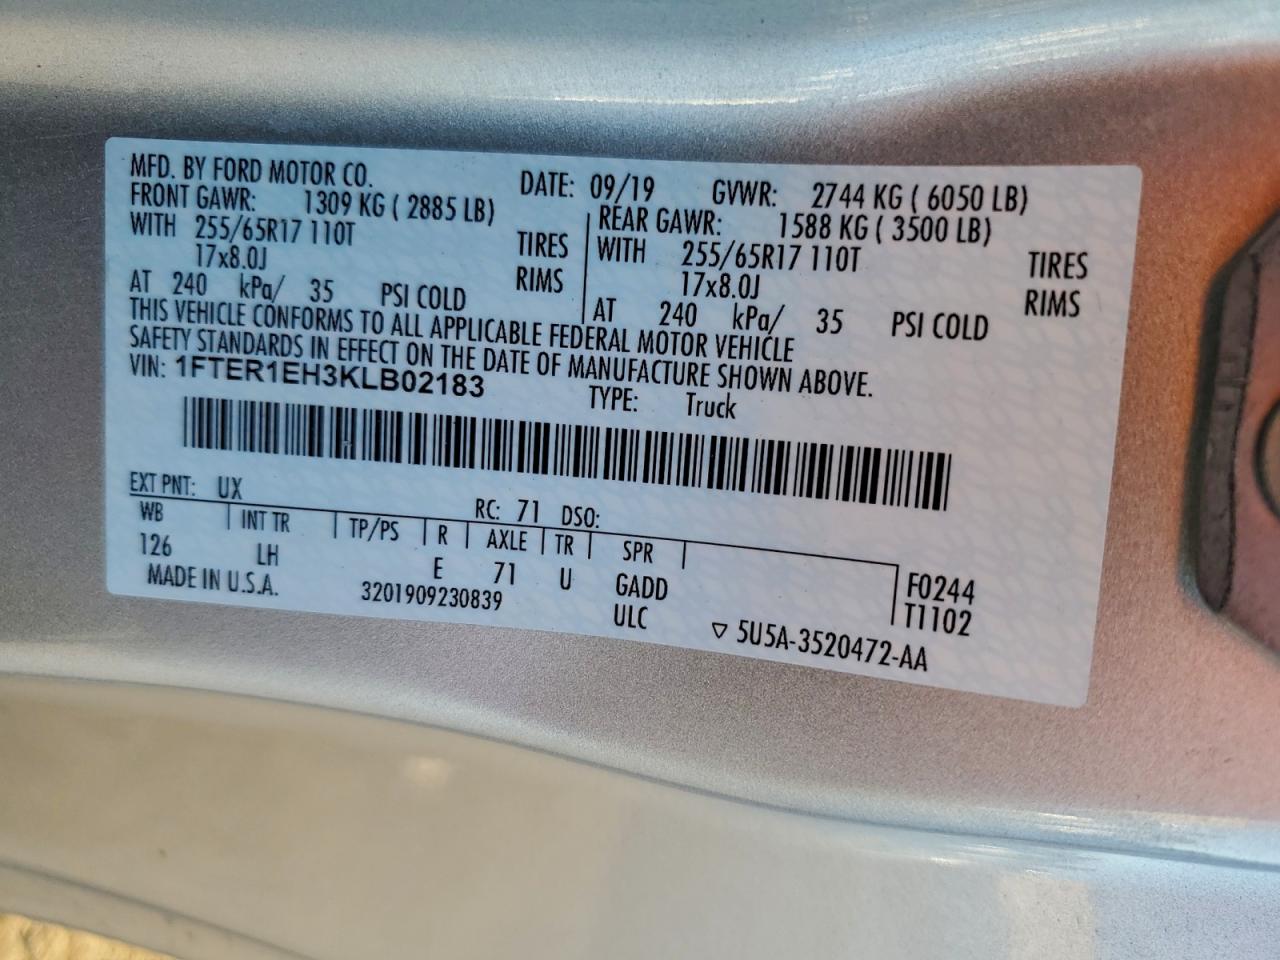 MFD. BY FORD MOTOR CO.
DATE: 09/19 GVWR: 2744 KG ( 6050 LB)
FRONT GAWR: 1309 KG ( 2885 LB)
WITH 255/65R17 110T TIRES
17x8.0J RIMS
AT 240 kPa/ 35 PSI COLD
REAR GAWR: 1588 KG ( 3500 LB)
WITH 255/65R17 110T TIRES
17x8.0J RIMS
AT 240 kPa/ 35 PSI COLD
THIS VEHICLE CONFORMS TO ALL APPLICABLE FEDERAL MOTOR VEHICLE
SAFETY STANDARDS IN EFFECT ON THE DATE OF MANUFACTURE SHOWN ABOVE.
VIN: 1FTER1EH3KLB02183
TYPE: Truck
EXT PNT: UX RC: 71 DSO:
WB INT TR TP/PS R AXLE TR SPR
126 LH E 71 U GADD F0244
MADE IN U.S.A. 3201909230839 ULC T1102
▽ 5U5A-3520472-AA